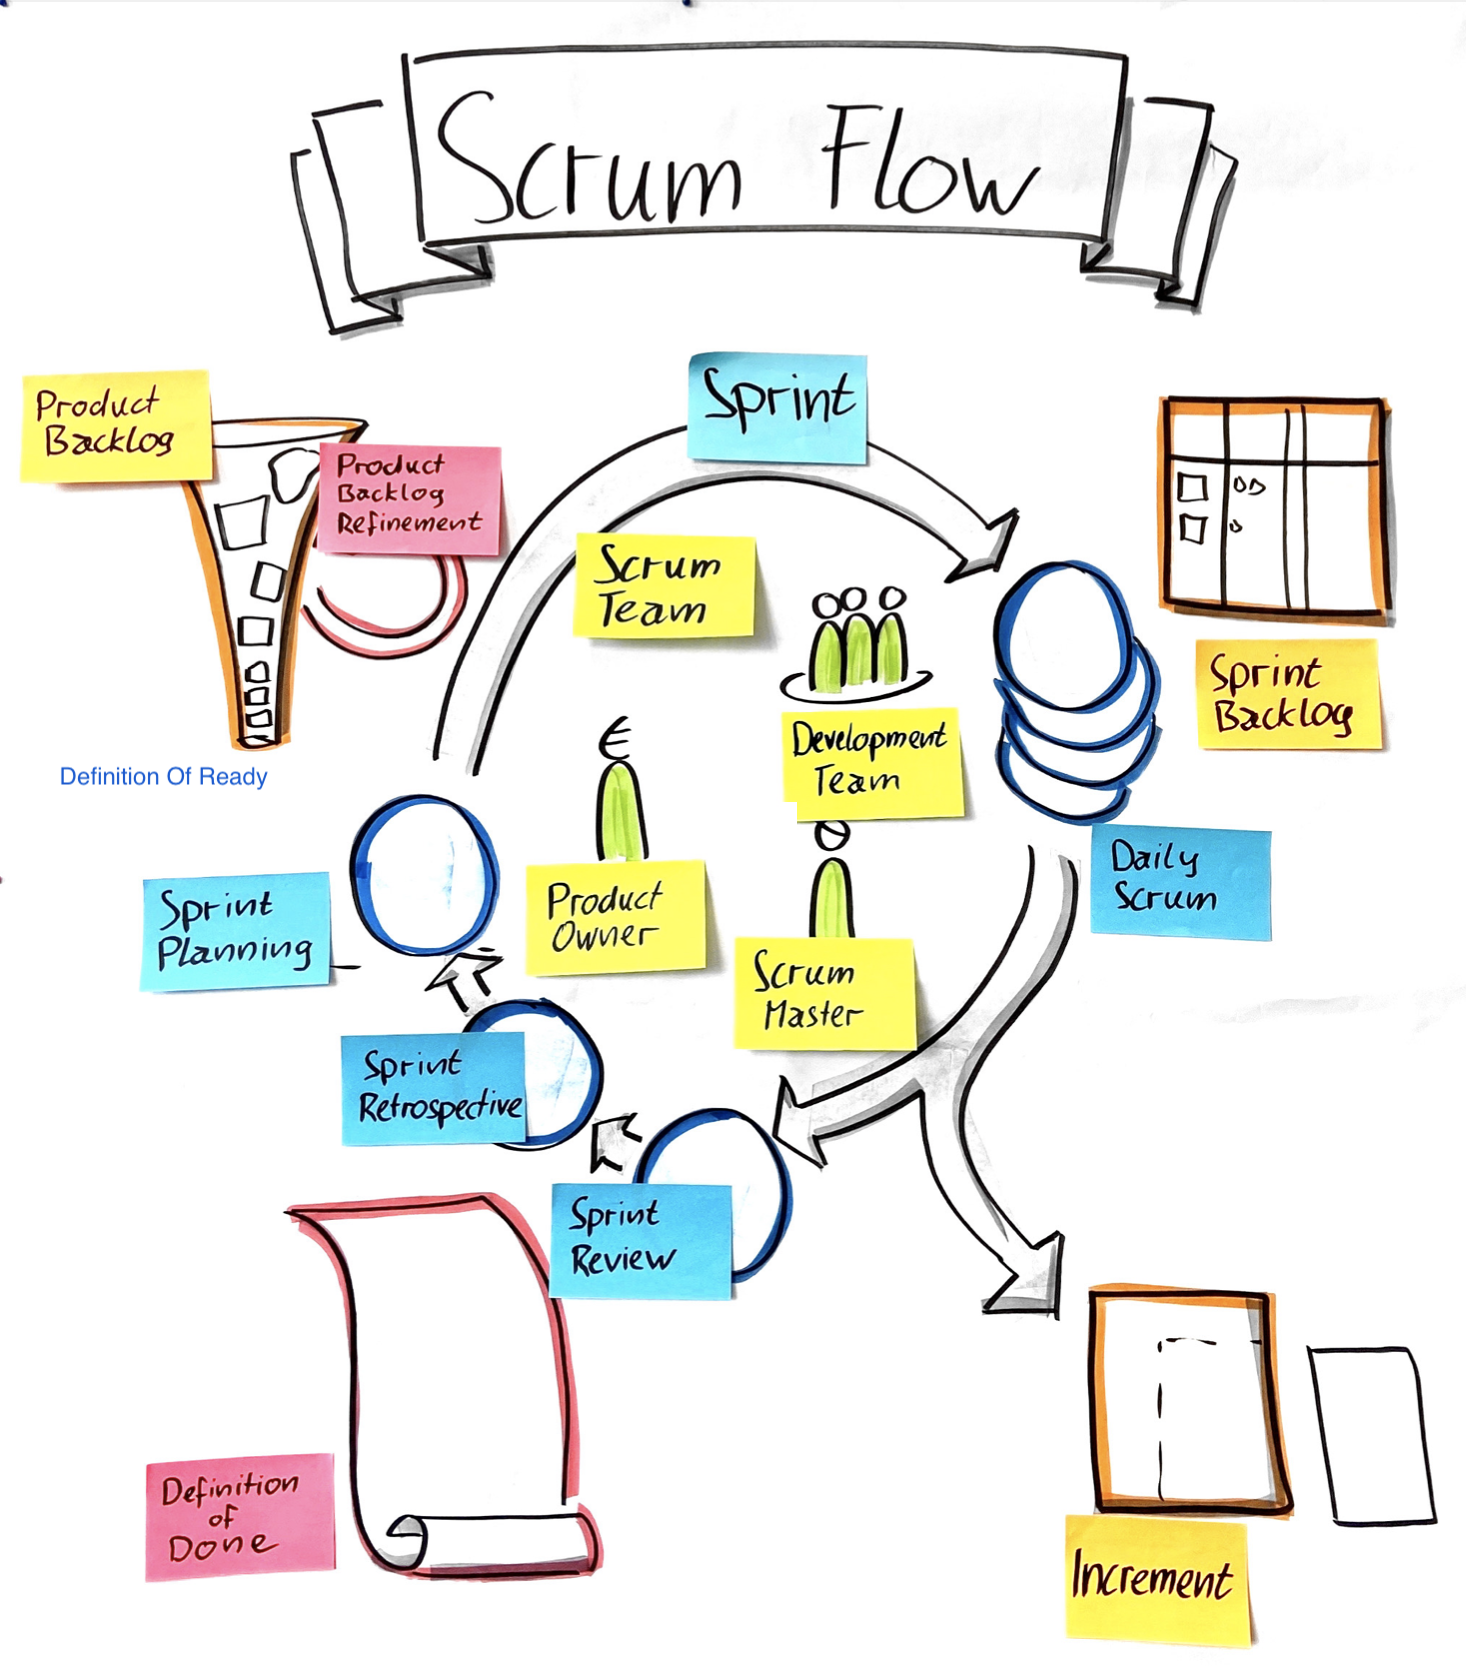 Scrum Flow
Sprint
Product
Backlog
Product
Backlog
Refinement
Scrum
Team
Development
Team
Sprint
Backlog
Definition Of Ready
Daily
Scrum
Sprint
Planning
Product
Owner
Scrum
Master
Sprint
Retrospective
Sprint
Review
Definition
of
Done
Increment